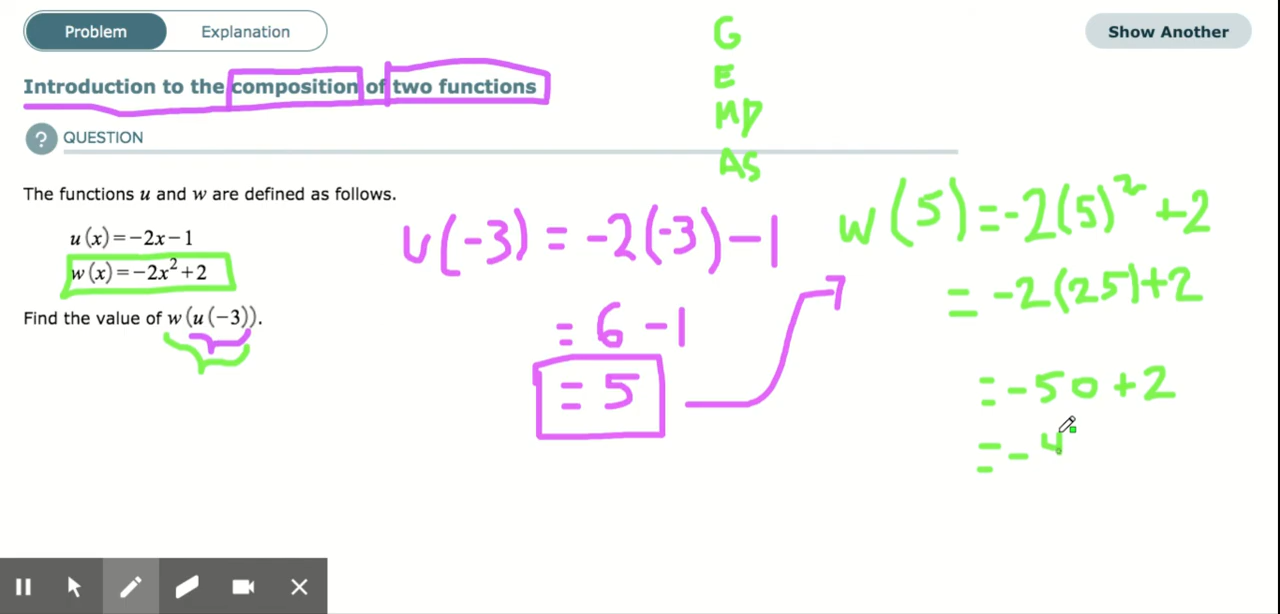 Problem Explanation
Show Another
G
E
MD
AS
Introduction to the composition of two functions
? QUESTION
The functions u and w are defined as follows.
u(x)=−2x−1
w(x)=−2x²+2
Find the value of w(u(−3)).
u(-3) = -2(-3)-1
= 6-1
= 5
w(5)=-2(5)²+2
= -2(25)+2
= -50+2
= -4